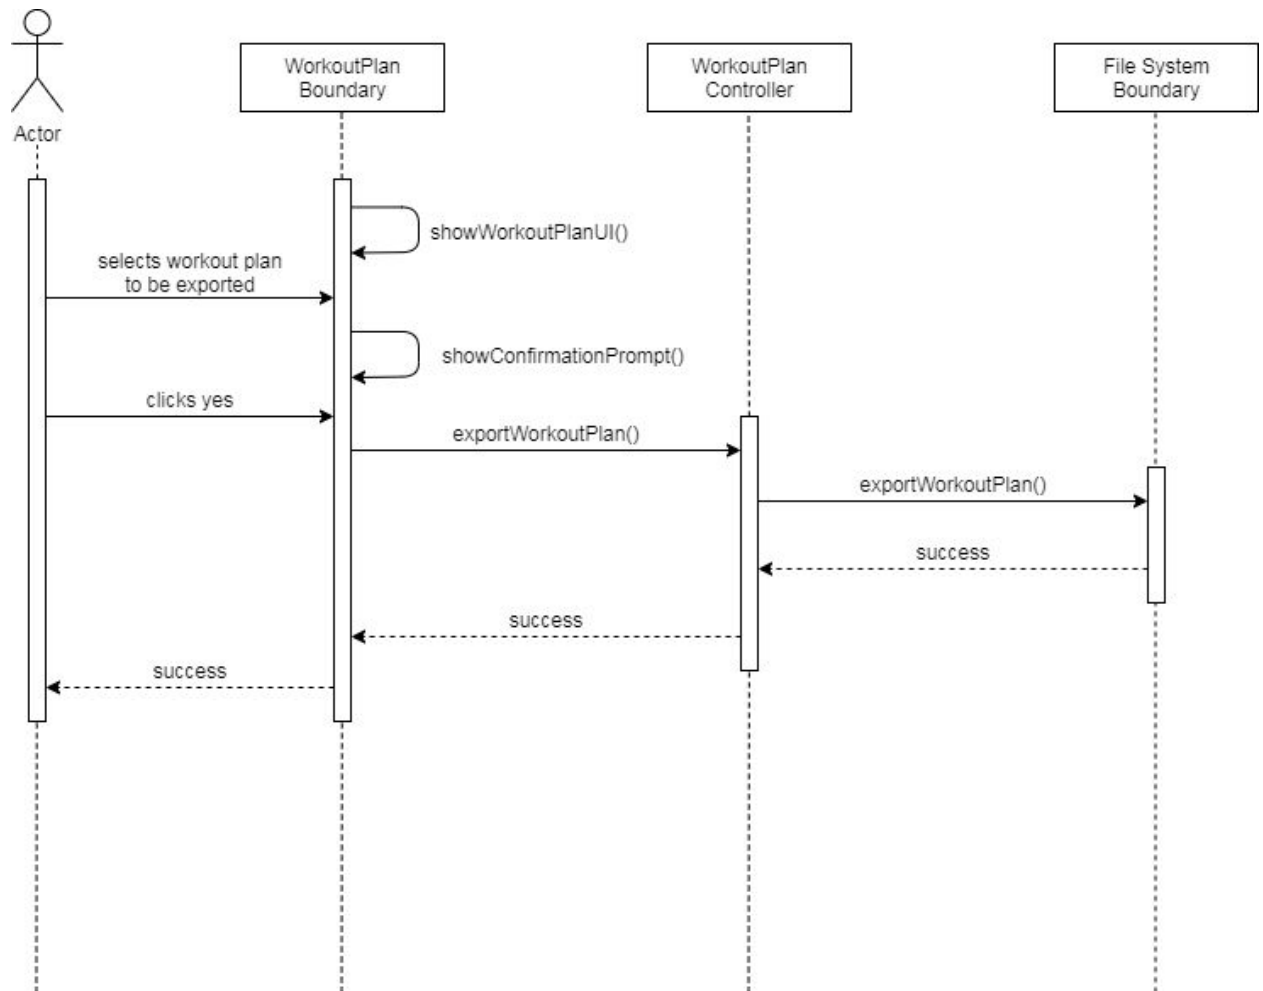 WorkoutPlan
Boundary
WorkoutPlan
Controller
File System
Boundary
Actor
showWorkoutPlanUI()
selects workout plan
to be exported
showConfirmationPrompt()
clicks yes
exportWorkoutPlan()
exportWorkoutPlan()
success
success
success